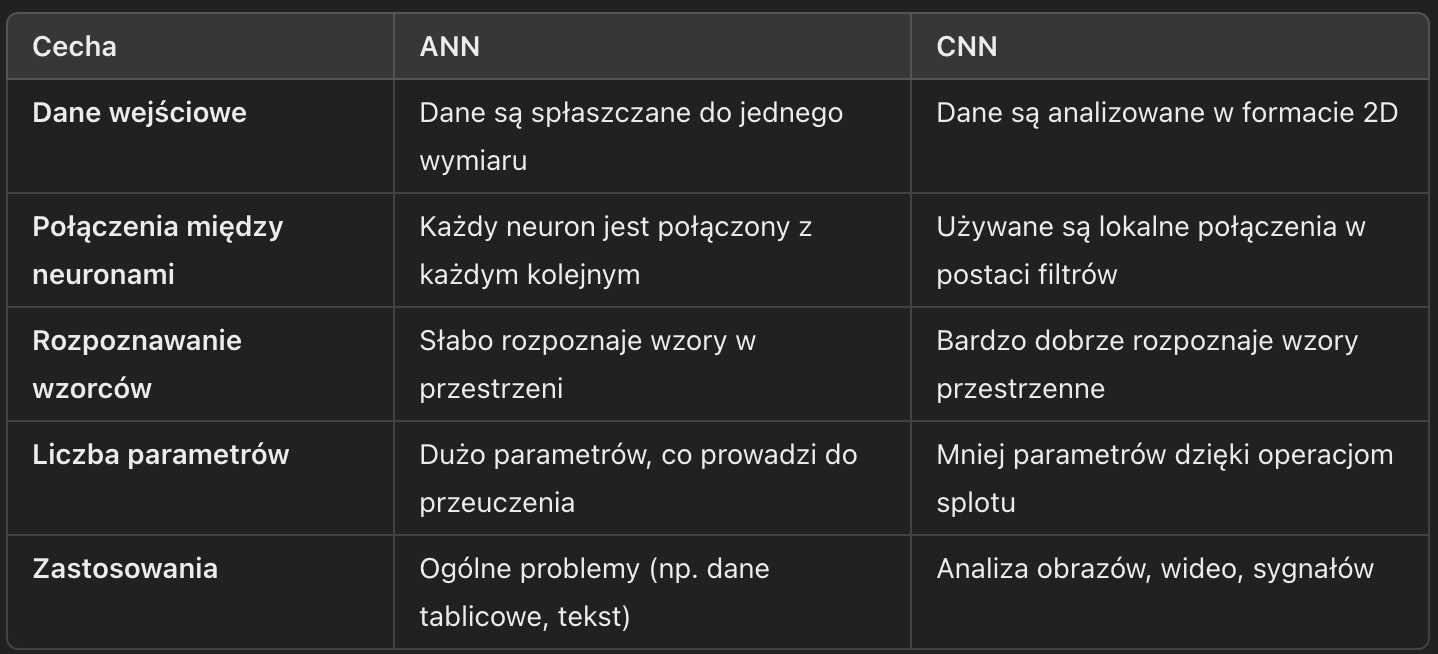 Cecha ANN CNN
Dane wejściowe
Dane są spłaszczane do jednego
wymiaru
Dane są analizowane w formacie 2D
Połączenia między
neuronami
Każdy neuron jest połączony z
każdym kolejnym
Używane są lokalne połączenia w
postaci filtrów
Rozpoznawanie
wzorców
Słabo rozpoznaje wzory w
przestrzeni
Bardzo dobrze rozpoznaje wzory
przestrzenne
Liczba parametrów
Dużo parametrów, co prowadzi do
przeuczenia
Mniej parametrów dzięki operacjom
splotu
Zastosowania
Ogólne problemy (np. dane
tablicowe, tekst)
Analiza obrazów, wideo, sygnałów